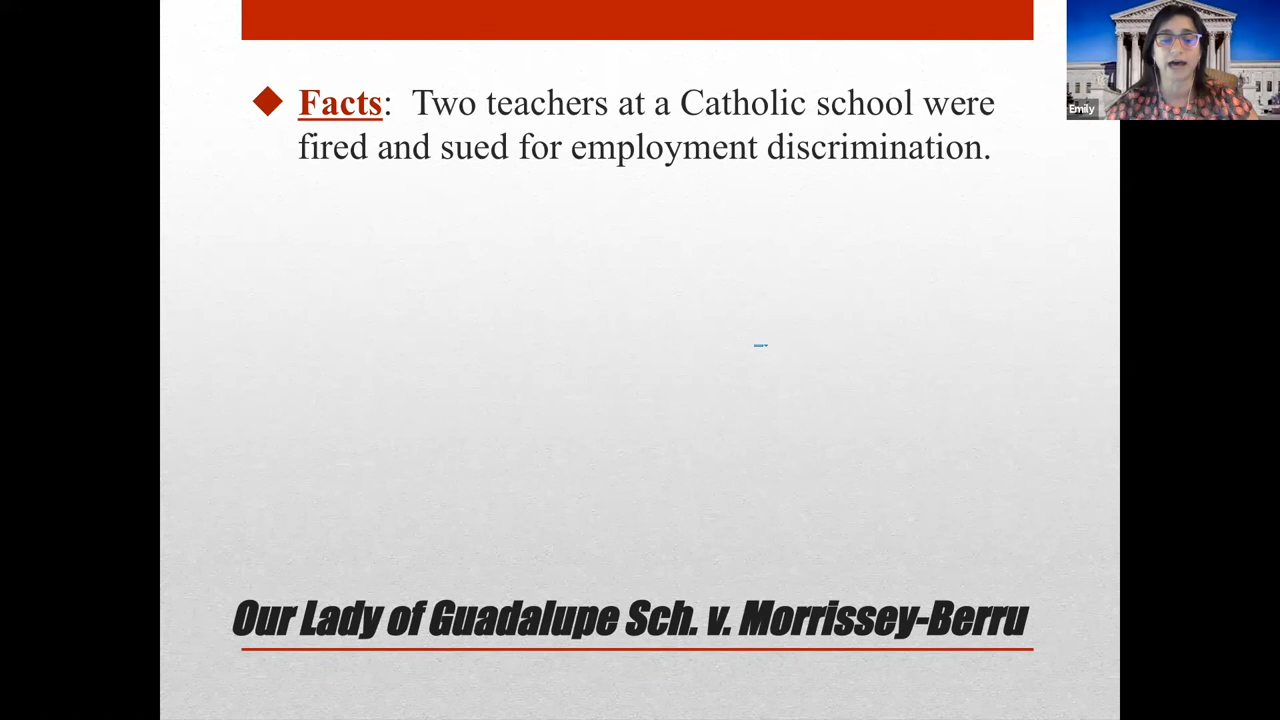 Facts: Two teachers at a Catholic school were
fired and sued for employment discrimination.
Emily
Our Lady of Guadalupe Sch. v. Morrissey-Berru